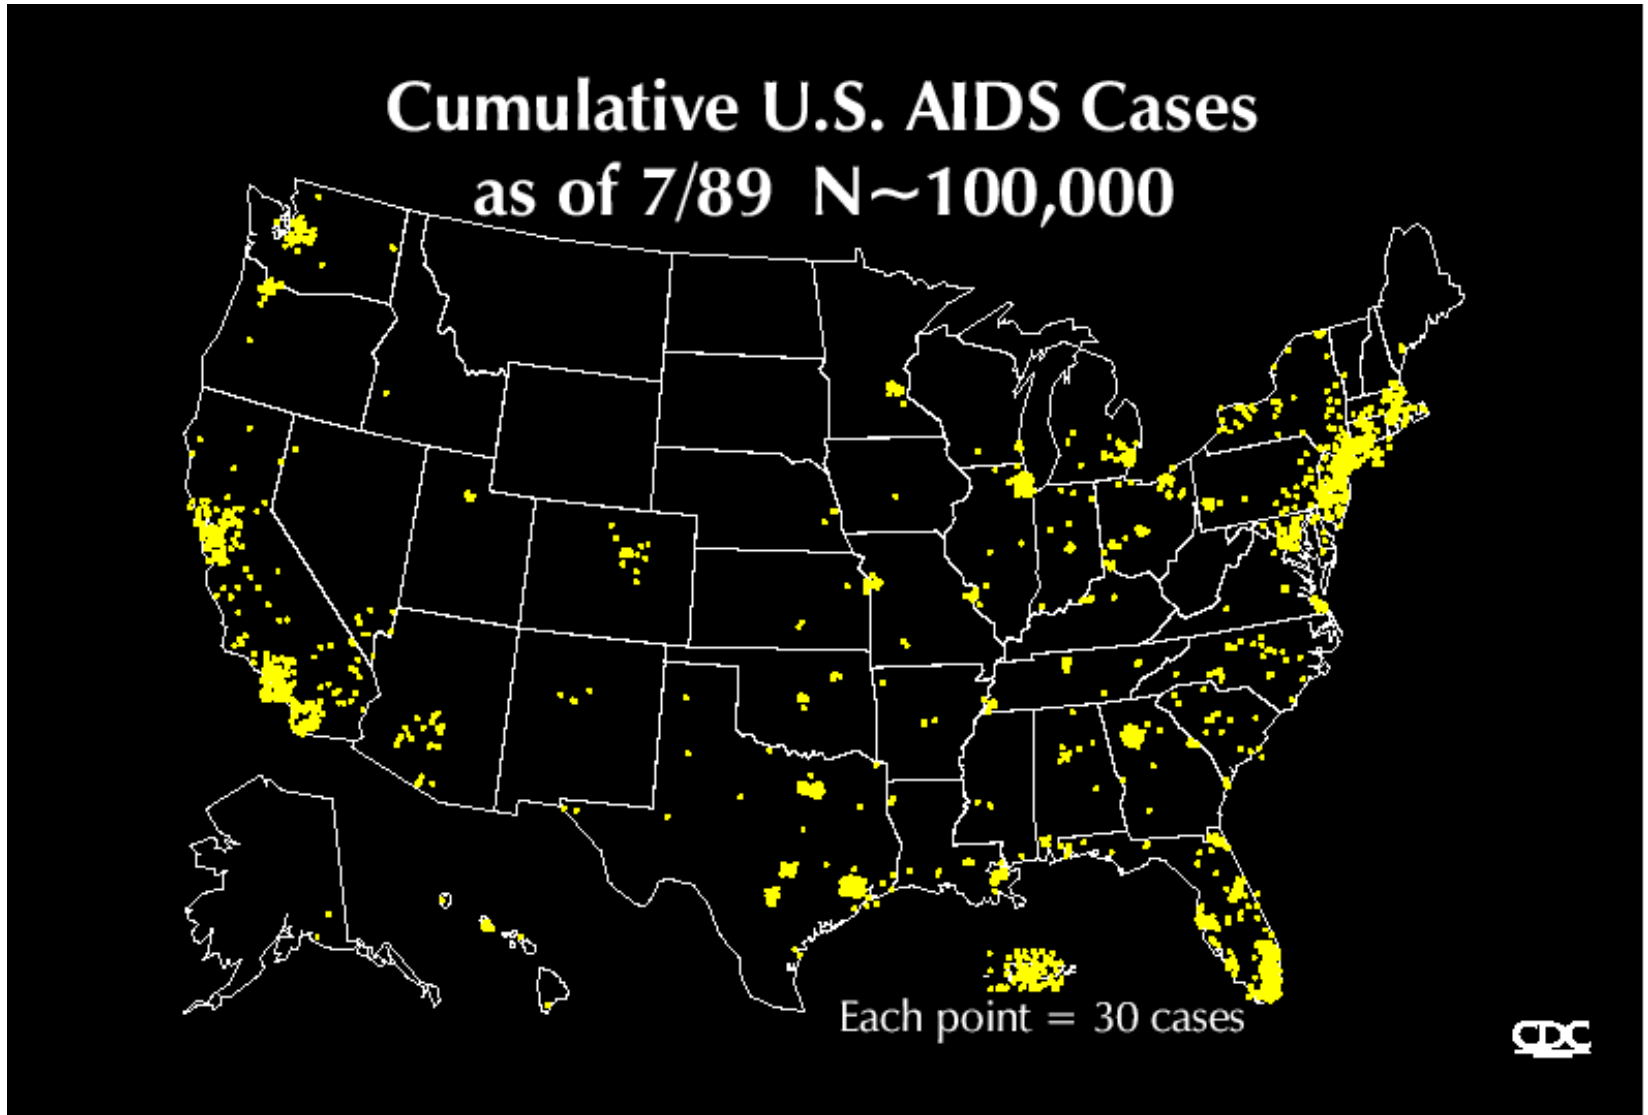 Cumulative U.S. AIDS Cases
as of 7/89 N~100,000
Each point = 30 cases
CDC